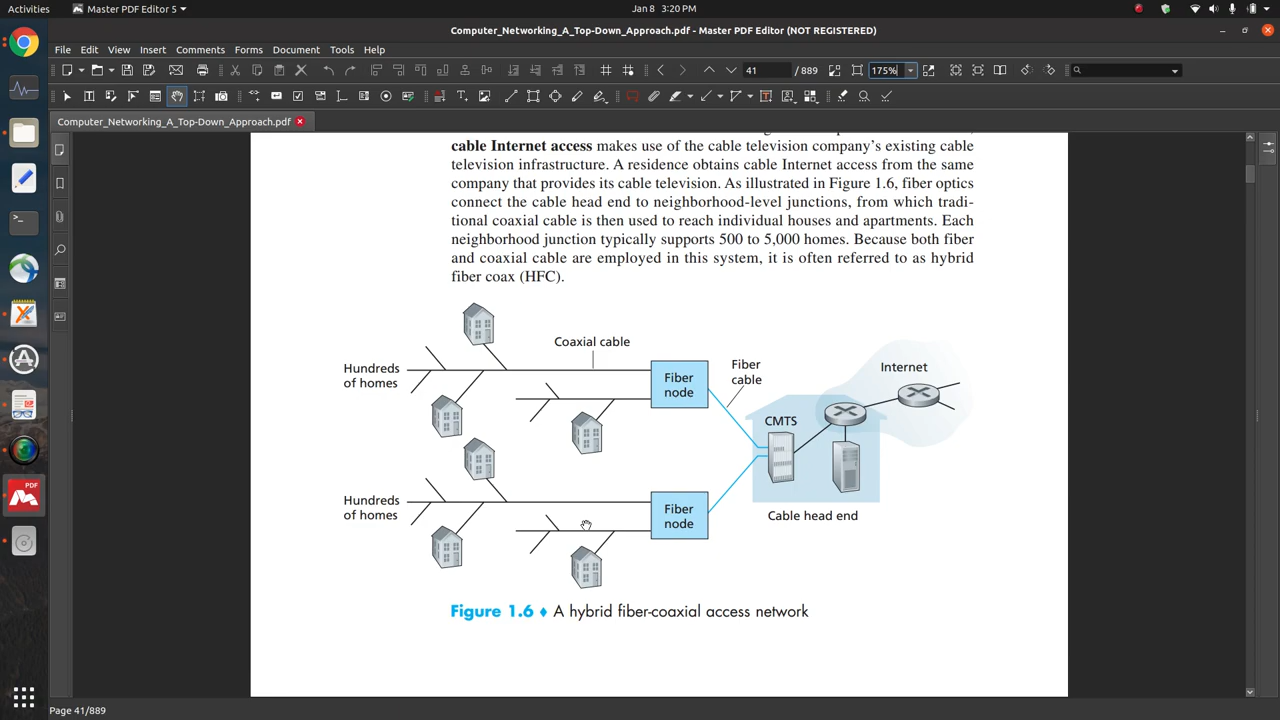 Activities
Master PDF Editor 5
Jan 8 3:20 PM
Computer_Networking_A_Top-Down_Approach.pdf - Master PDF Editor (NOT REGISTERED)
File Edit View Insert Comments Forms Document Tools Help
41 / 889 175%
Computer_Networking_A_Top-Down_Approach.pdf
cable Internet access makes use of the cable television company's existing cable
television infrastructure. A residence obtains cable Internet access from the same
company that provides its cable television. As illustrated in Figure 1.6, fiber optics
connect the cable head end to neighborhood-level junctions, from which tradi-
tional coaxial cable is then used to reach individual houses and apartments. Each
neighborhood junction typically supports 500 to 5,000 homes. Because both fiber
and coaxial cable are employed in this system, it is often referred to as hybrid
fiber coax (HFC).
Coaxial cable
Hundreds
of homes
Fiber
node
Fiber
cable
Internet
CMTS
Hundreds
of homes
Fiber
node
Cable head end
Figure 1.6 ♦ A hybrid fiber-coaxial access network
Page 41/889